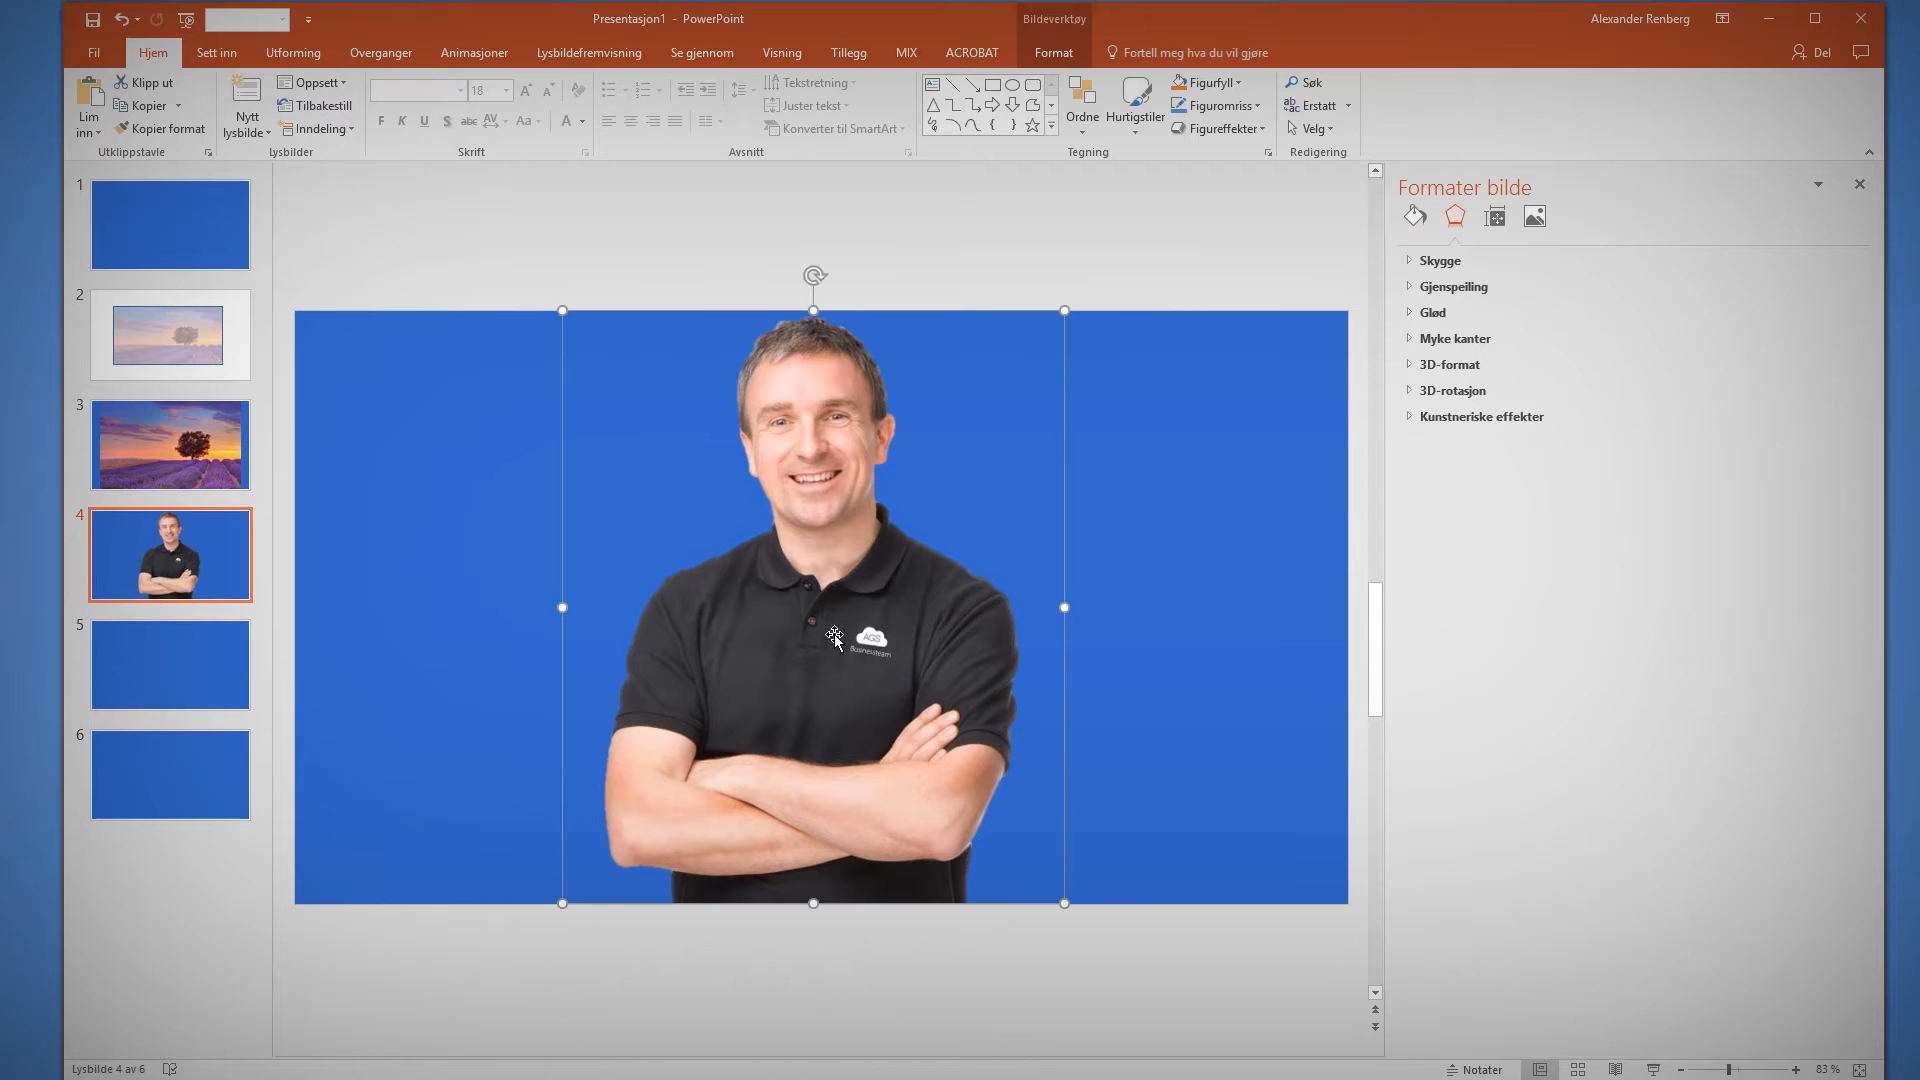 Presentasjon1 - PowerPoint
Bildeverktøy
Alexander Renberg
Fil
Hjem
Sett inn
Utforming
Overganger
Animasjoner
Lysbildefremvisning
Se gjennom
Visning
Tillegg
MIX
ACROBAT
Format
Fortell meg hva du vil gjøre
Del
Lim inn
Klipp ut
Kopier
Kopier format
Utklippstavle
Nytt lysbilde
Oppsett
Tilbakestill
Inndeling
Lysbilder
18
F K U S abc AV Aa A
Skrift
Tekstretning
Juster tekst
Konverter til SmartArt
Avsnitt
Ordne
Hurtigstiler
Figurfyll
Figuromriss
Figureffekter
Tegning
Søk
Erstatt
Velg
Redigering
1
2
3
4
5
6
AGS
Businessteam
Formater bilde
Skygge
Gjenspeiling
Glød
Myke kanter
3D-format
3D-rotasjon
Kunstneriske effekter
Lysbilde 4 av 6
Notater
83 %